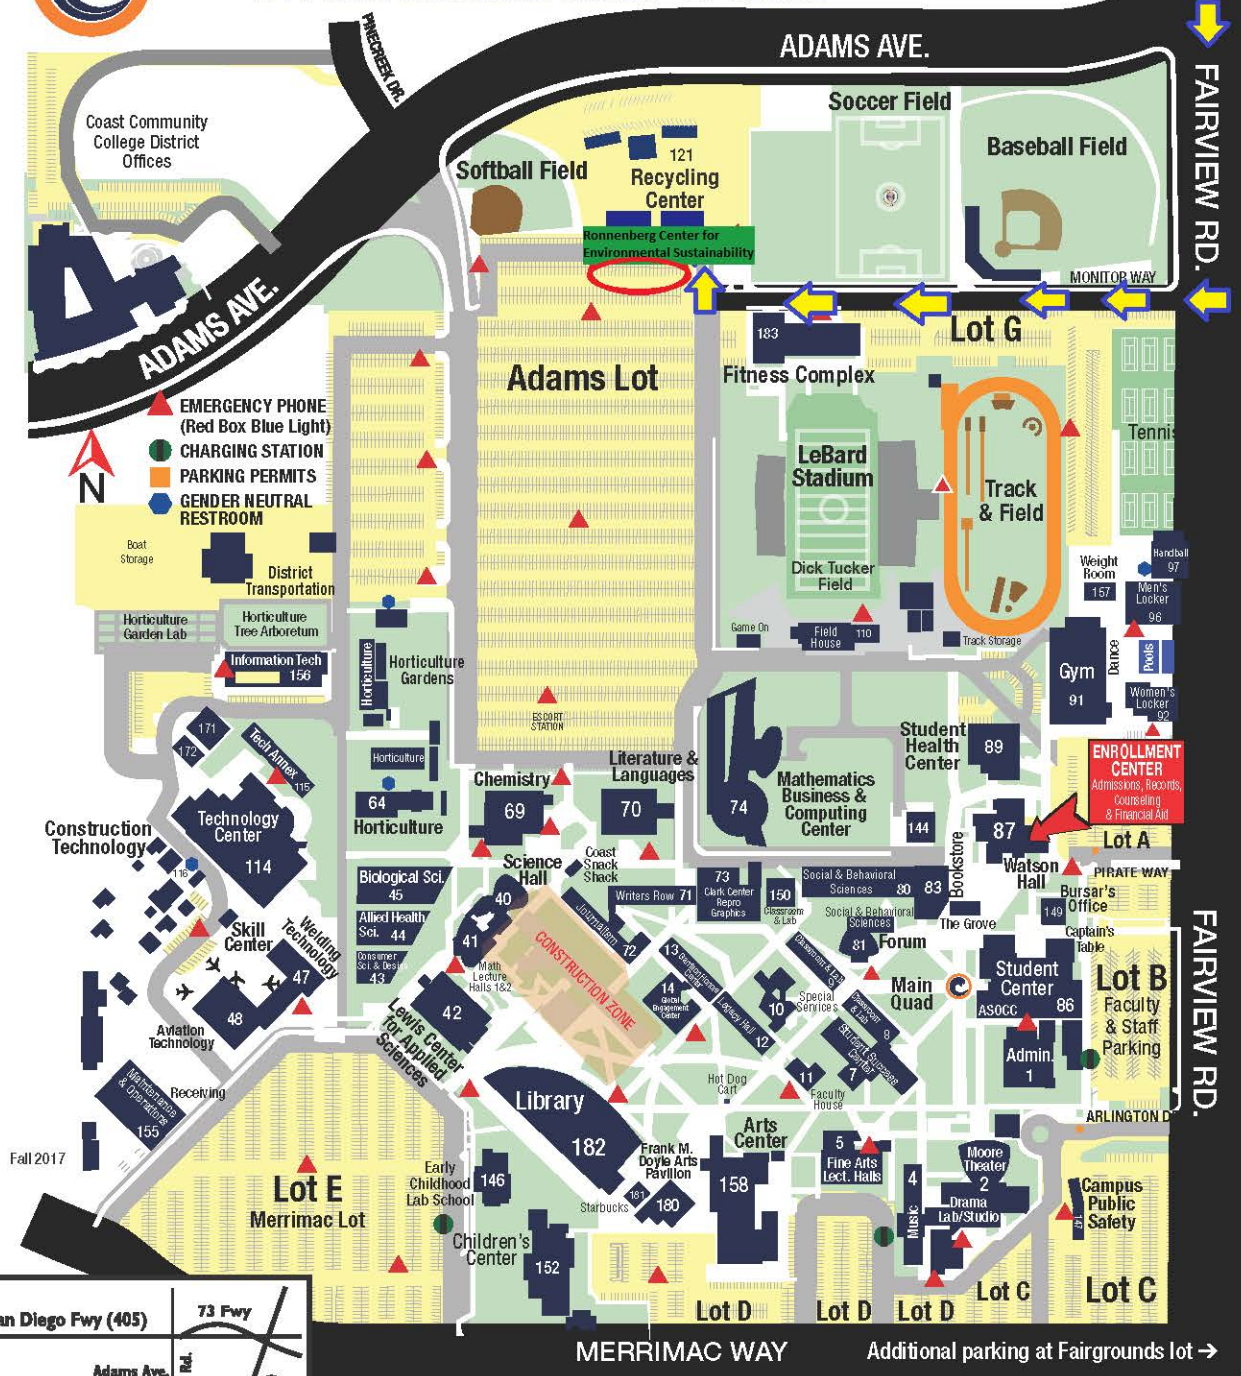 PINECREEK DR.
ADAMS AVE.
FAIRVIEW RD.
Coast Community
College District
Offices
Softball Field
121
Recycling
Center
Soccer Field
Baseball Field
Ronnenberg Center for
Environmental Sustainability
MONITOR WAY
ADAMS AVE.
Adams Lot
183
Fitness Complex
Lot G
EMERGENCY PHONE
(Red Box Blue Light)
CHARGING STATION
PARKING PERMITS
GENDER NEUTRAL
RESTROOM
N
LeBard
Stadium
Track
& Field
Tennis
Dick Tucker
Field
Boat
Storage
District
Transportation
Weight
Room
157
Handball
97
Men's
Locker
96
Horticulture
Garden Lab
Horticulture
Tree Arboretum
Game On
Field
House
110
Track Storage
Gym
91
Dance
Pools
Women's
Locker
92
Information Tech
156
Horticulture
Horticulture
Gardens
ESCORT
STATION
171
172
Tech Annex
115
Horticulture
64
Horticulture
Chemistry
69
Literature &
Languages
70
74
Mathematics
Business &
Computing
Center
Student
Health
Center
89
ENROLLMENT
CENTER
Admissions, Records,
Counseling
& Financial Aid
144
87
Watson
Hall
Lot A
PIRATE WAY
Construction
Technology
Technology
Center
114
116
Science
Hall
40
Coast
Snack
Shack
Biological Sci.
45
Allied Health
Sci. 44
Consumer
Sci. & Design
43
Writers Row 71
73
Clark Center
Repro
Graphics
150
Classroom
& Lab
Social & Behavioral
Sciences 80
83
Bookstore
The Grove
Bursar's
Office
149
Captain's
Table
Skill
Center
Welding
Technology
47
48
Aviation
Technology
41
Math
Lecture
Halls 1&2
42
Lewis Center
for Applied
Sciences
CONSTRUCTION ZONE
Journalism
72
13
14
Global
Engagement
Center
Legacy Hall
12
10
Special
Services
Social & Behavioral
Sciences
81
Forum
Classroom & Lab
9
Classroom
& Lab
8
Main
Quad
Student
Center
ASOCC
86
Lot B
Faculty
& Staff
Parking
FAIRVIEW RD.
Admin.
1
Student Success
Center
7
11
Faculty
House
Hot Dog
Cart
Maintenance
& Operations
155
Receiving
Fall 2017
Library
182
Arts
Center
158
Frank M.
Doyle Arts
Pavilion
181
180
Starbucks
5
Fine Arts
Lect. Halls
4
Music
Moore
Theater
2
Drama
Lab/Studio
ARLINGTON D
Campus
Public
Safety
147
Lot E
Merrimac Lot
Early
Childhood
Lab School
146
Children's
Center
152
Lot D
Lot D
Lot D
Lot C
Lot C
MERRIMAC WAY
Additional parking at Fairgrounds lot →
an Diego Fwy (405)
73 Fwy
Adams Ave.
Rd.